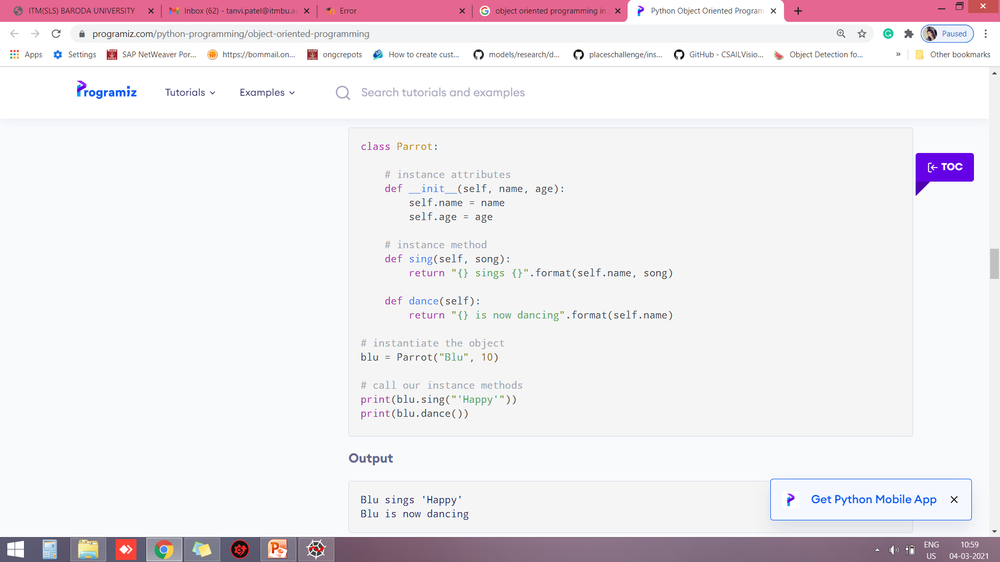 ITM(SLS) BARODA UNIVERSITY
Inbox (62) - tanvi.patel@itmbu.ac
Error
object oriented programming in
Python Object Oriented Program
programiz.com/python-programming/object-oriented-programming
Paused
Apps
Settings
SAP NetWeaver Por...
https://bommail.on...
ongcrepots
How to create cust...
models/research/d...
placeschallenge/ins...
GitHub - CSAILVisio...
Object Detection fo...
»
Other bookmarks
Programiz
Tutorials
Examples
Search tutorials and examples
class Parrot:
# instance attributes
def __init__(self, name, age):
self.name = name
self.age = age
# instance method
def sing(self, song):
return "{} sings {}".format(self.name, song)
def dance(self):
return "{} is now dancing".format(self.name)
# instantiate the object
blu = Parrot("Blu", 10)
# call our instance methods
print(blu.sing("'Happy'"))
print(blu.dance())
TOC
Output
Blu sings 'Happy'
Blu is now dancing
Get Python Mobile App
ENG
US
10:59
04-03-2021